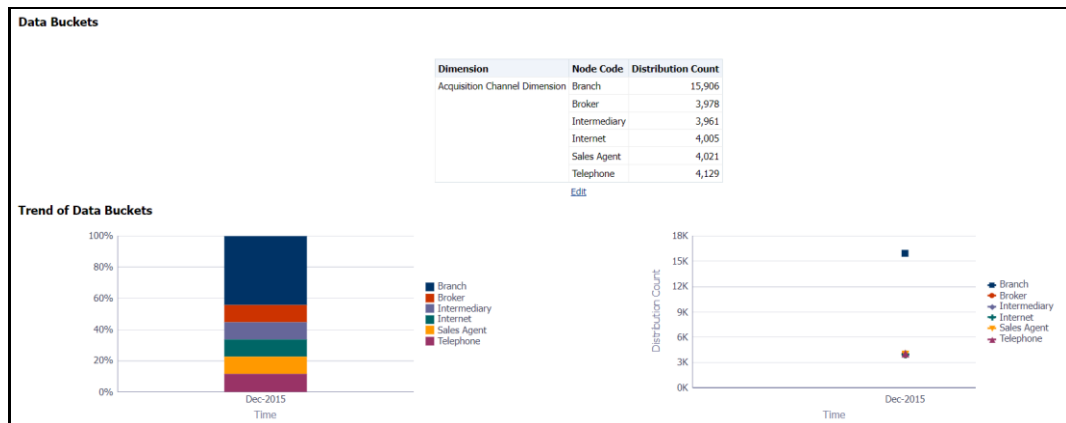 Data Buckets
Dimension Node Code Distribution Count
Acquisition Channel Dimension Branch 15,906
Broker 3,978
Intermediary 3,961
Internet 4,005
Sales Agent 4,021
Telephone 4,129
Edit
Trend of Data Buckets
100%
80%
60%
40%
20%
0%
Dec-2015
Time
Branch
Broker
Intermediary
Internet
Sales Agent
Telephone
Distribution Count
18K
15K
12K
9K
6K
3K
0K
Dec-2015
Time
Branch
Broker
Intermediary
Internet
Sales Agent
Telephone